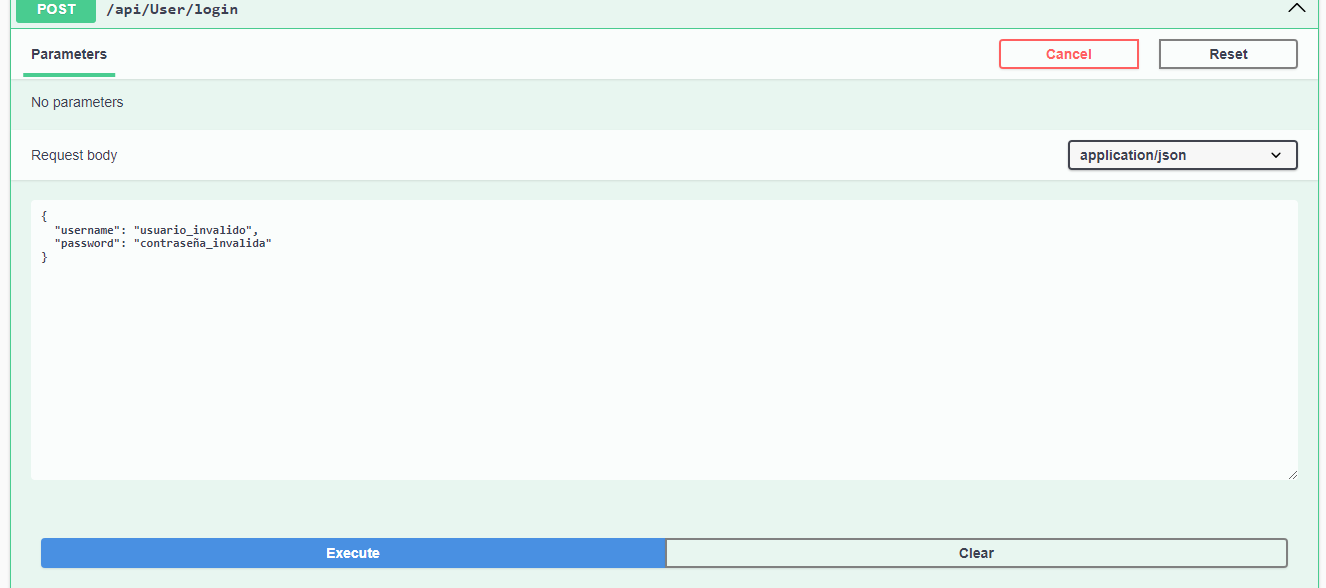 POST /api/User/login
Parameters Cancel Reset
No parameters
Request body application/json
{
"username": "usuario_invalido",
"password": "contraseña_invalida"
}
Execute Clear